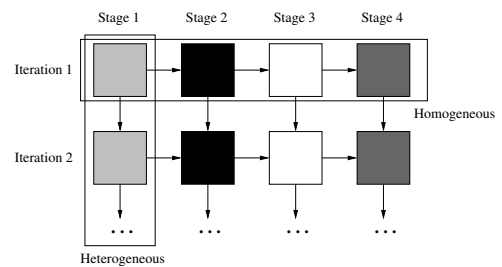 Stage 1 Stage 2 Stage 3 Stage 4
Iteration 1
Homogeneous
Iteration 2
... ... ... ...
Heterogeneous